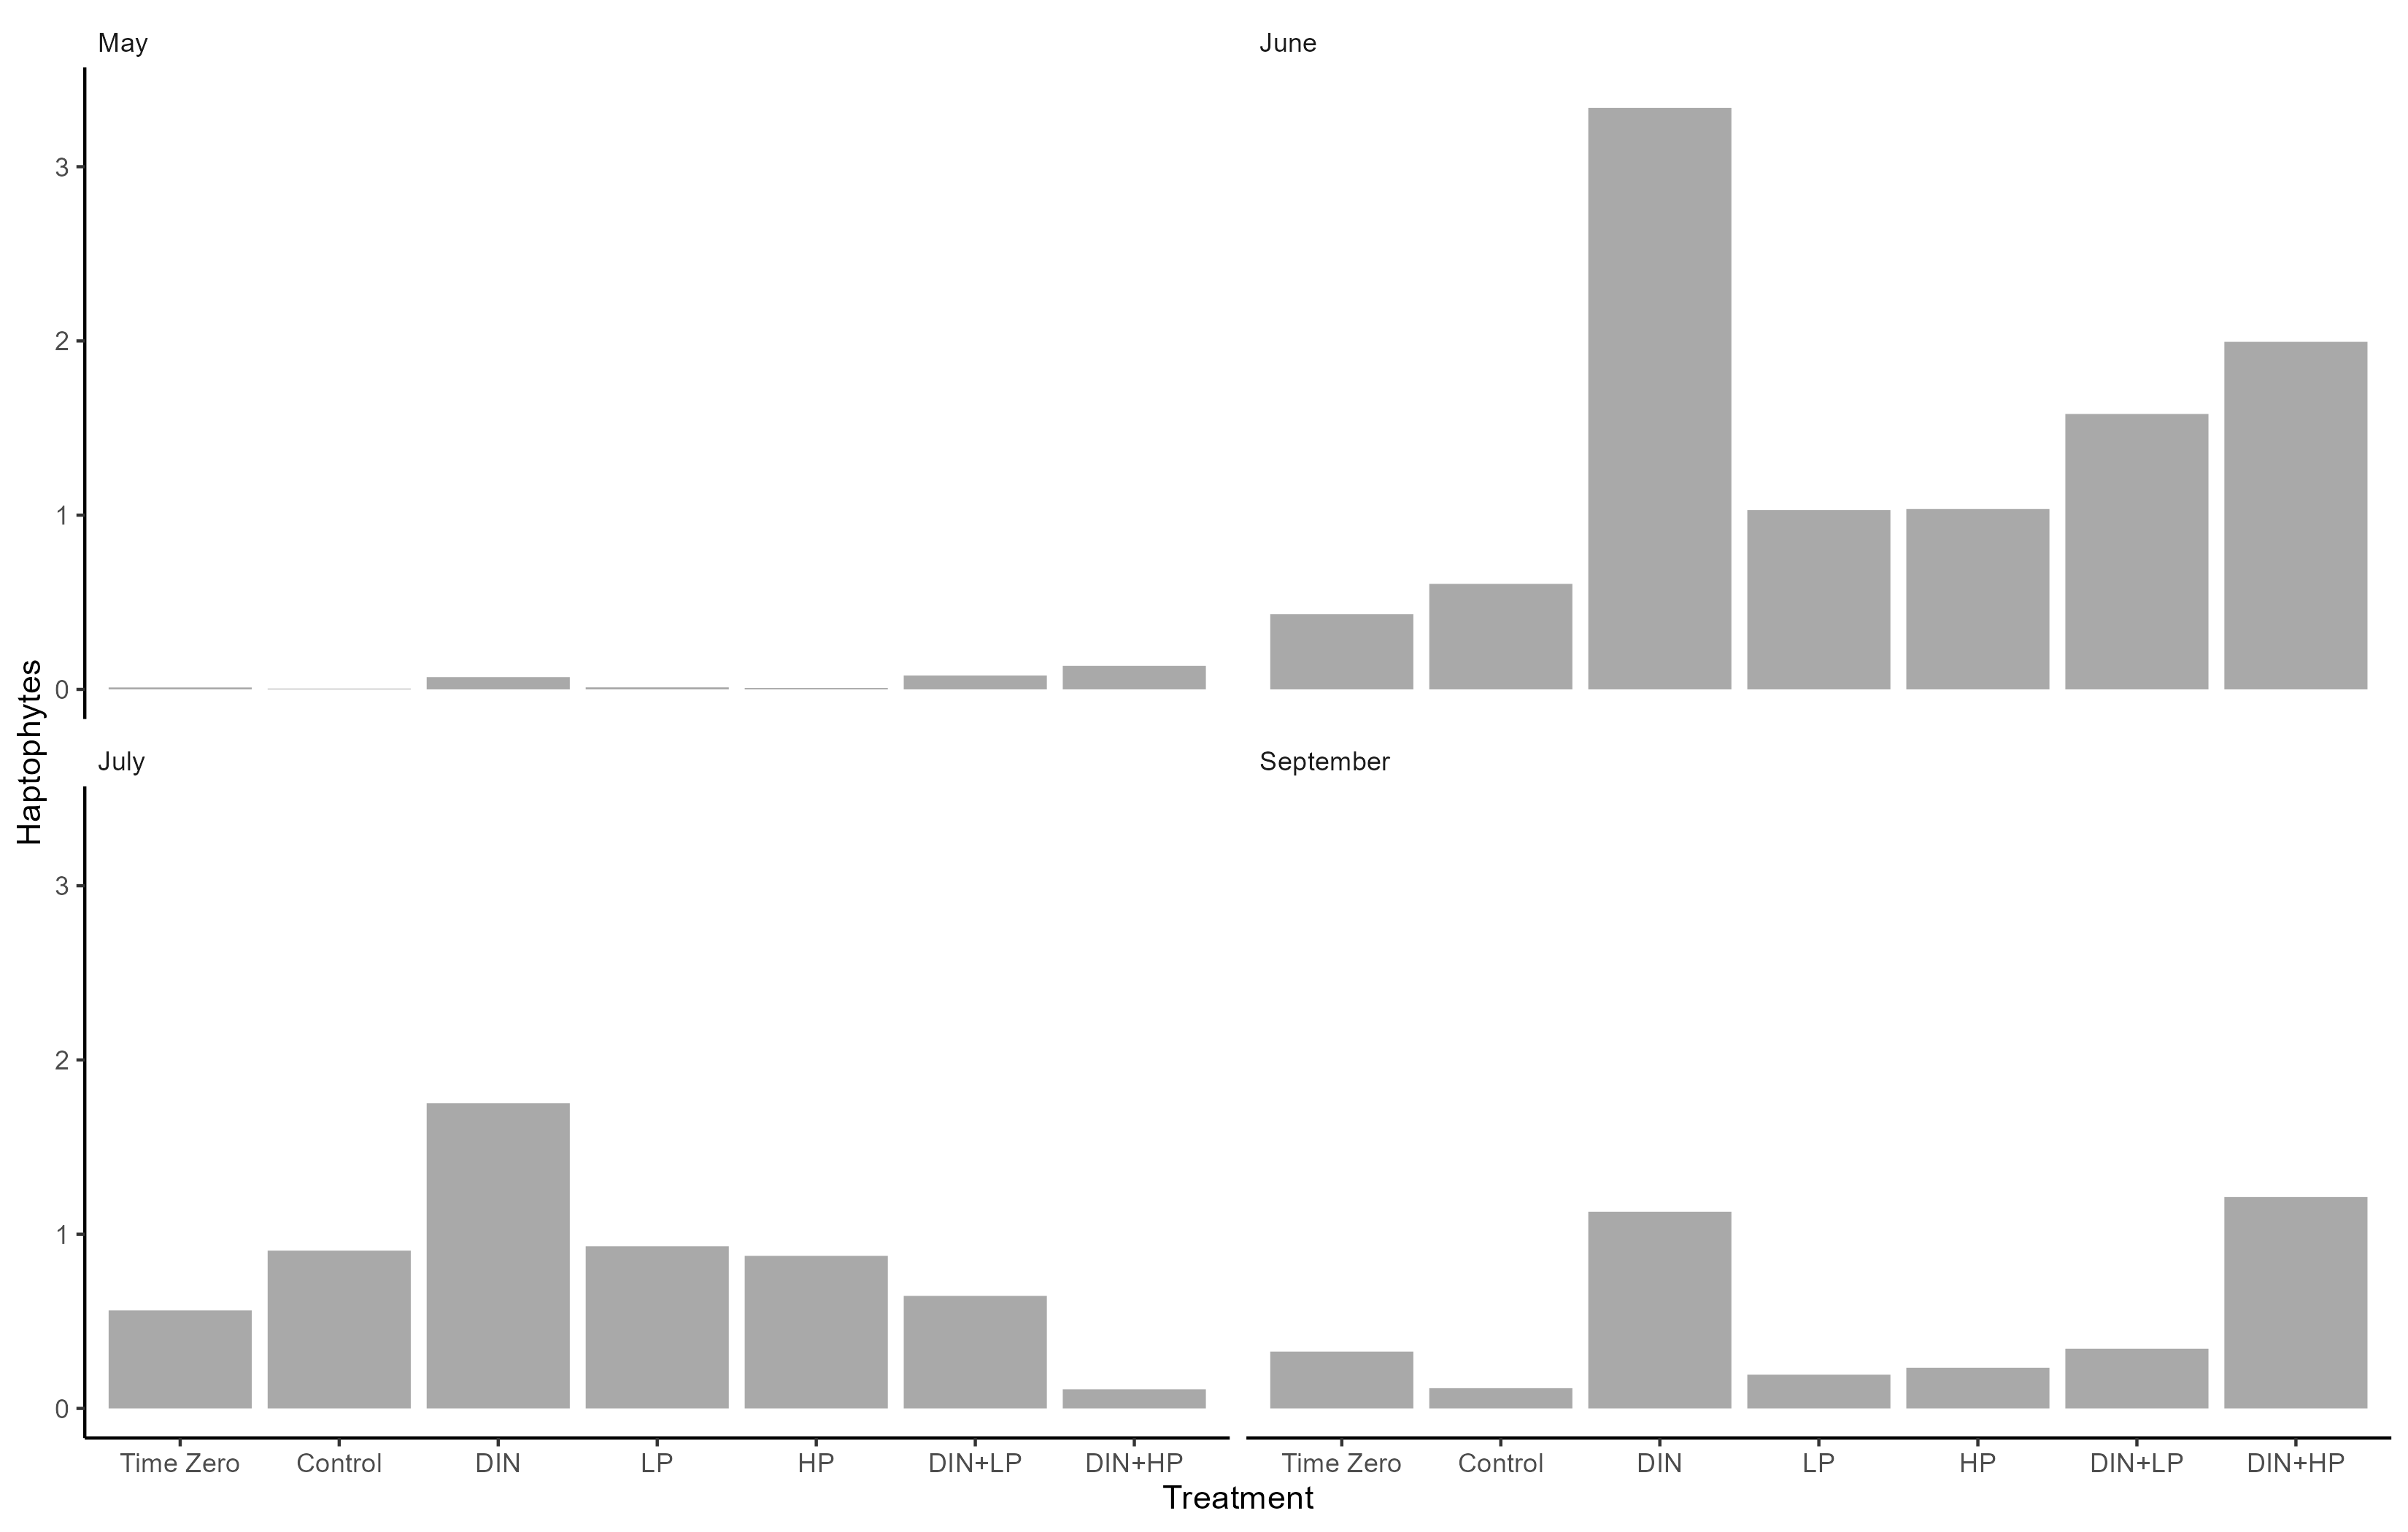 May
June
3
2
1
0
Haptophytes
July
September
3
2
1
0
Time Zero Control DIN LP HP DIN+LP DIN+HP Time Zero Control DIN LP HP DIN+LP DIN+HP
Treatment